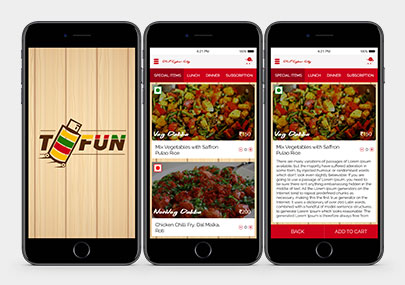 T FUN
6:21 PM
SPECIAL ITEMS LUNCH DINNER SUBSCRIPTION
Veg Dabba
₹150
Mix Vegetables with Saffron
Pulao Rice
NonVeg Dabba
₹200
Chicken Chilli Fry, Dal Makka,
Roti
6:21 PM
SPECIAL ITEMS LUNCH DINNER SUBSCRIPTION
Veg Dabba
₹150
Mix Vegetables with Saffron
Pulao Rice
There are many variations of passages of Lorem Ipsum
available, but the majority have suffered alteration in
some form, by injected humour, or randomised words
which don't look even slightly believable. If you are
going to use a passage of Lorem Ipsum, you need to
be sure there isn't anything embarrassing hidden in the
middle of text. All the Lorem Ipsum generators on the
Internet tend to repeat predefined chunks as
necessary, making this the first true generator on the
Internet. It uses a dictionary of over 200 Latin words,
combined with a handful of model sentence structures,
to generate Lorem Ipsum which looks reasonable. The
generated Lorem Ipsum is therefore always free from
BACK ADD TO CART